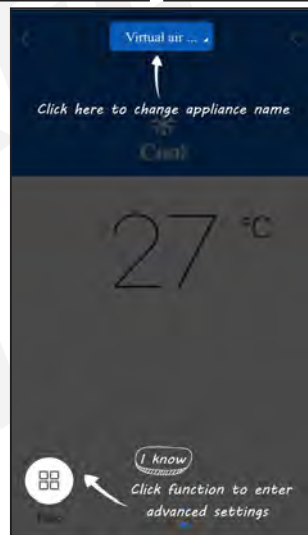 Virtual air ...
Click here to change appliance name
Cool
27 °C
I know
Click function to enter
advanced settings